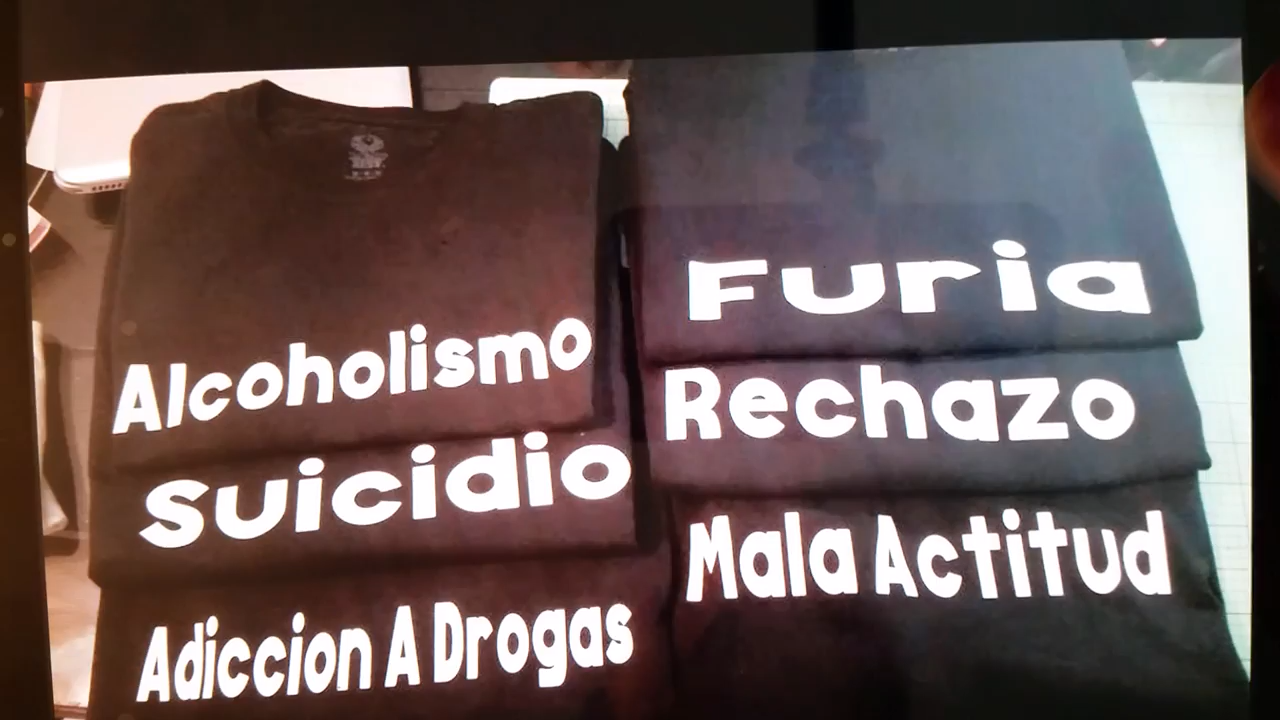 Alcoholismo
Suicidio
Adiccion A Drogas
Furia
Rechazo
Mala Actitud